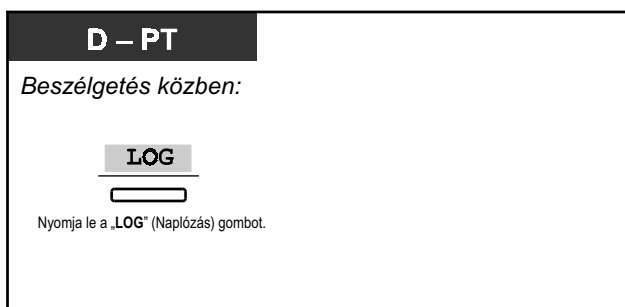 D – PT
Beszélgetés közben:
LOG
Nyomja le a „LOG” (Naplózás) gombot.